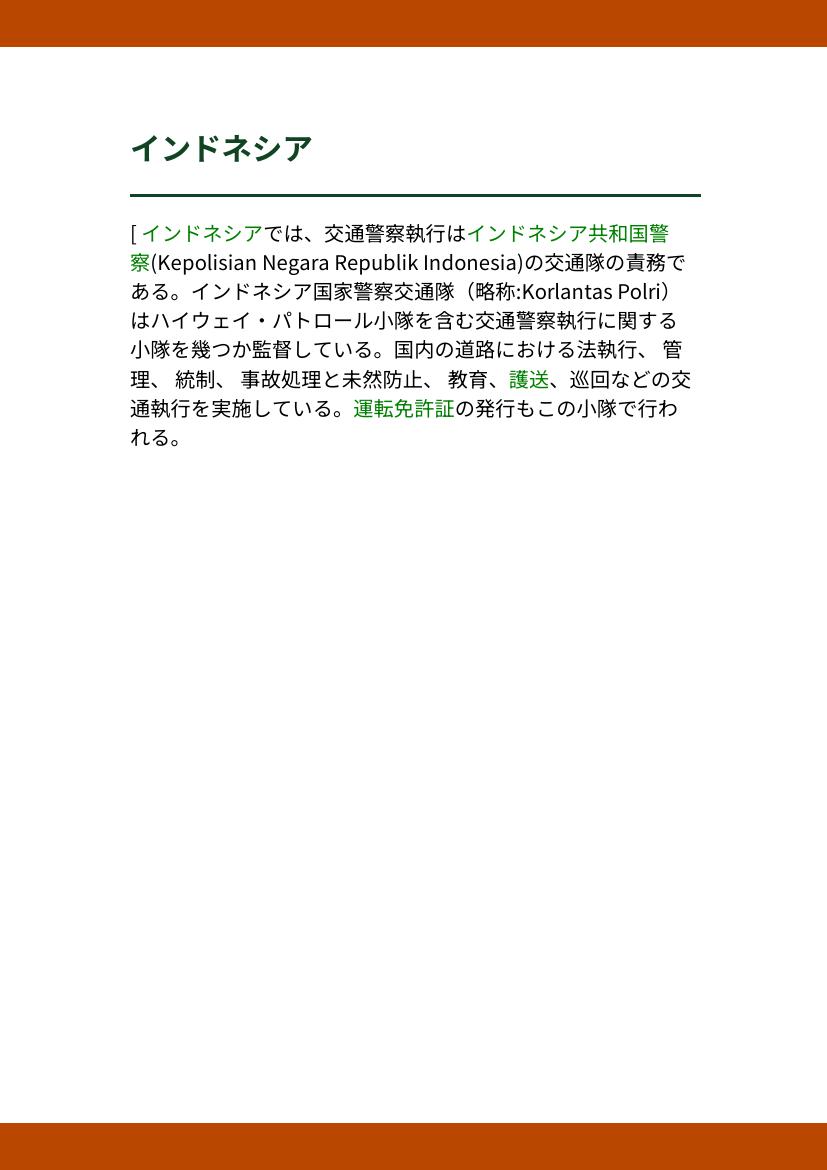 インドネシア
[ インドネシアでは、交通警察執行はインドネシア共和国警
察(Kepolisian Negara Republik Indonesia)の交通隊の責務で
ある。インドネシア国家警察交通隊（略称:Korlantas Polri）
はハイウェイ・パトロール小隊を含む交通警察執行に関する
小隊を幾つか監督している。国内の道路における法執行、 管
理、 統制、 事故処理と未然防止、 教育、護送、巡回などの交
通執行を実施している。運転免許証の発行もこの小隊で行わ
れる。